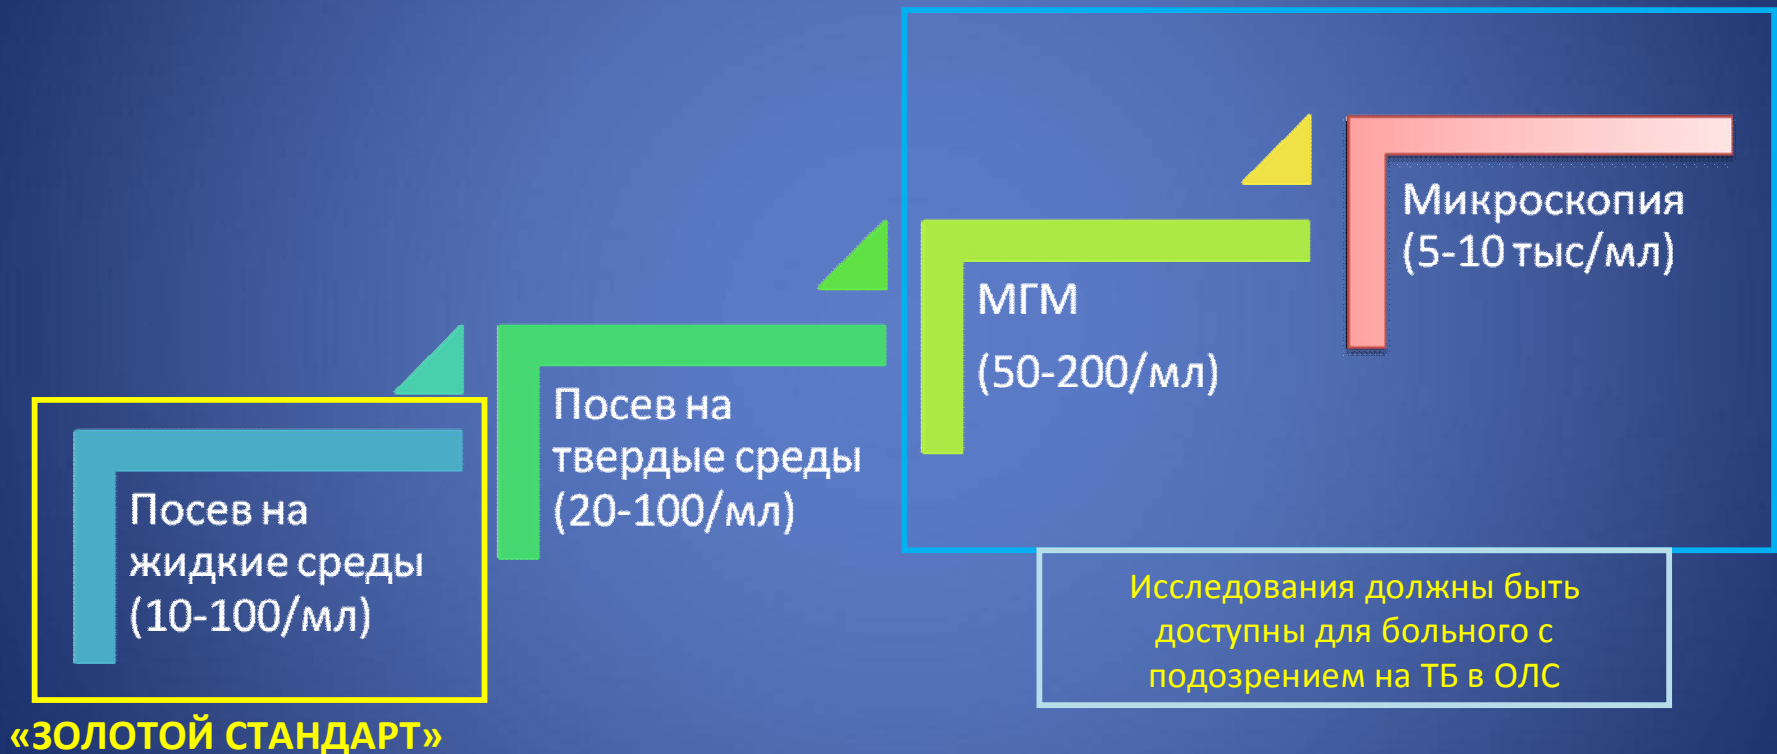 Посев на
жидкие среды
(10-100/мл)
«ЗОЛОТОЙ СТАНДАРТ»
Посев на
твердые среды
(20-100/мл)
МГМ
(50-200/мл)
Микроскопия
(5-10 тыс/мл)
Исследования должны быть
доступны для больного с
подозрением на ТБ в ОЛС